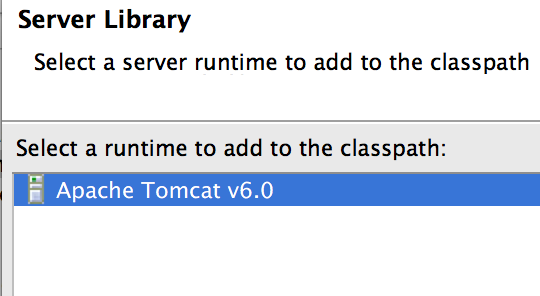 Server Library
Select a server runtime to add to the classpath
Select a runtime to add to the classpath:
Apache Tomcat v6.0